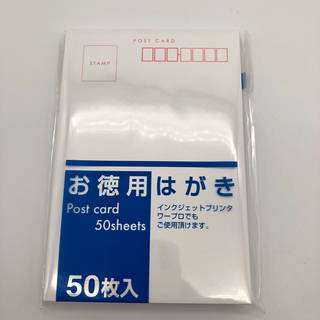 POST CARD
STAMP
お徳用はがき
Post card
50sheets
インクジェットプリンタ
ワープロでも
ご使用頂けます。
50枚入